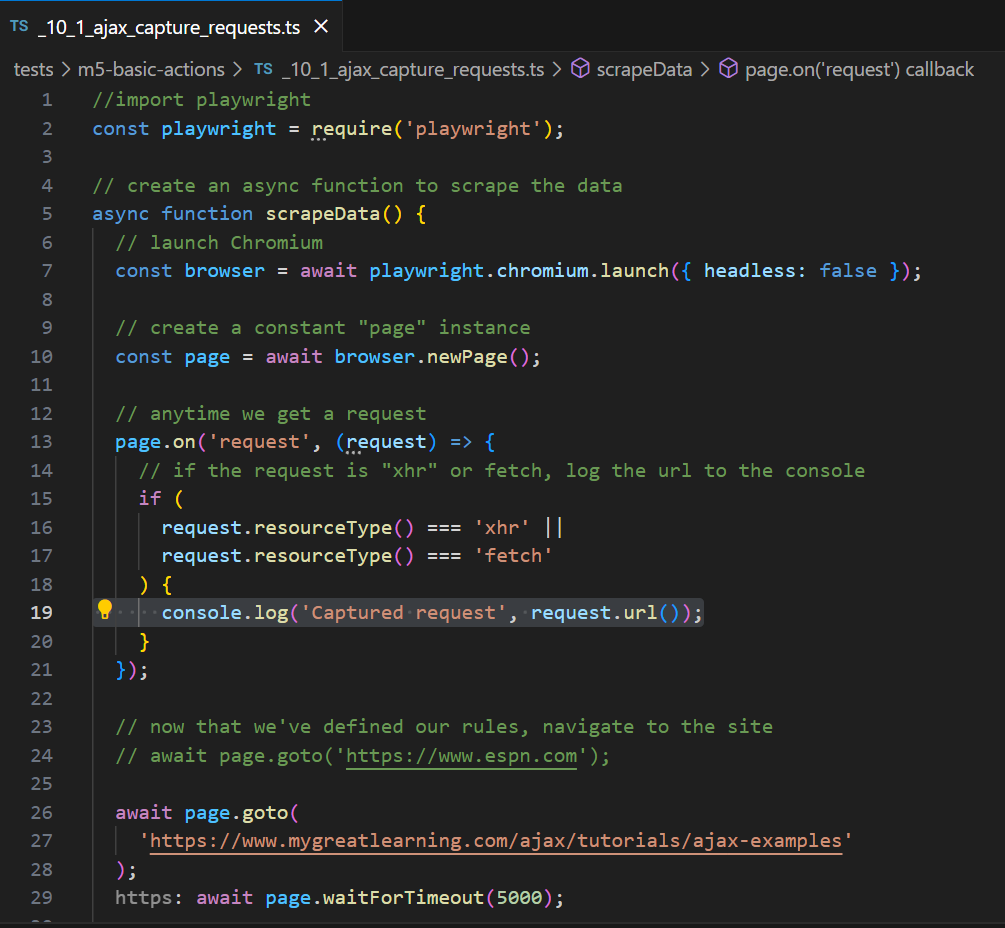 TS _10_1_ajax_capture_requests.ts ×
tests > m5-basic-actions > TS _10_1_ajax_capture_requests.ts > scrapeData > page.on('request') callback
1 //import playwright
2 const playwright = require('playwright');
3
4 // create an async function to scrape the data
5 async function scrapeData() {
6 // launch Chromium
7 const browser = await playwright.chromium.launch({ headless: false });
8
9 // create a constant "page" instance
10 const page = await browser.newPage();
11
12 // anytime we get a request
13 page.on('request', (request) => {
14 // if the request is "xhr" or fetch, log the url to the console
15 if (
16 request.resourceType() === 'xhr' ||
17 request.resourceType() === 'fetch'
18 ) {
19 console.log('Captured request', request.url());
20 }
21 });
22
23 // now that we've defined our rules, navigate to the site
24 // await page.goto('https://www.espn.com');
25
26 await page.goto(
27 'https://www.mygreatlearning.com/ajax/tutorials/ajax-examples'
28 );
29 https: await page.waitForTimeout(5000);